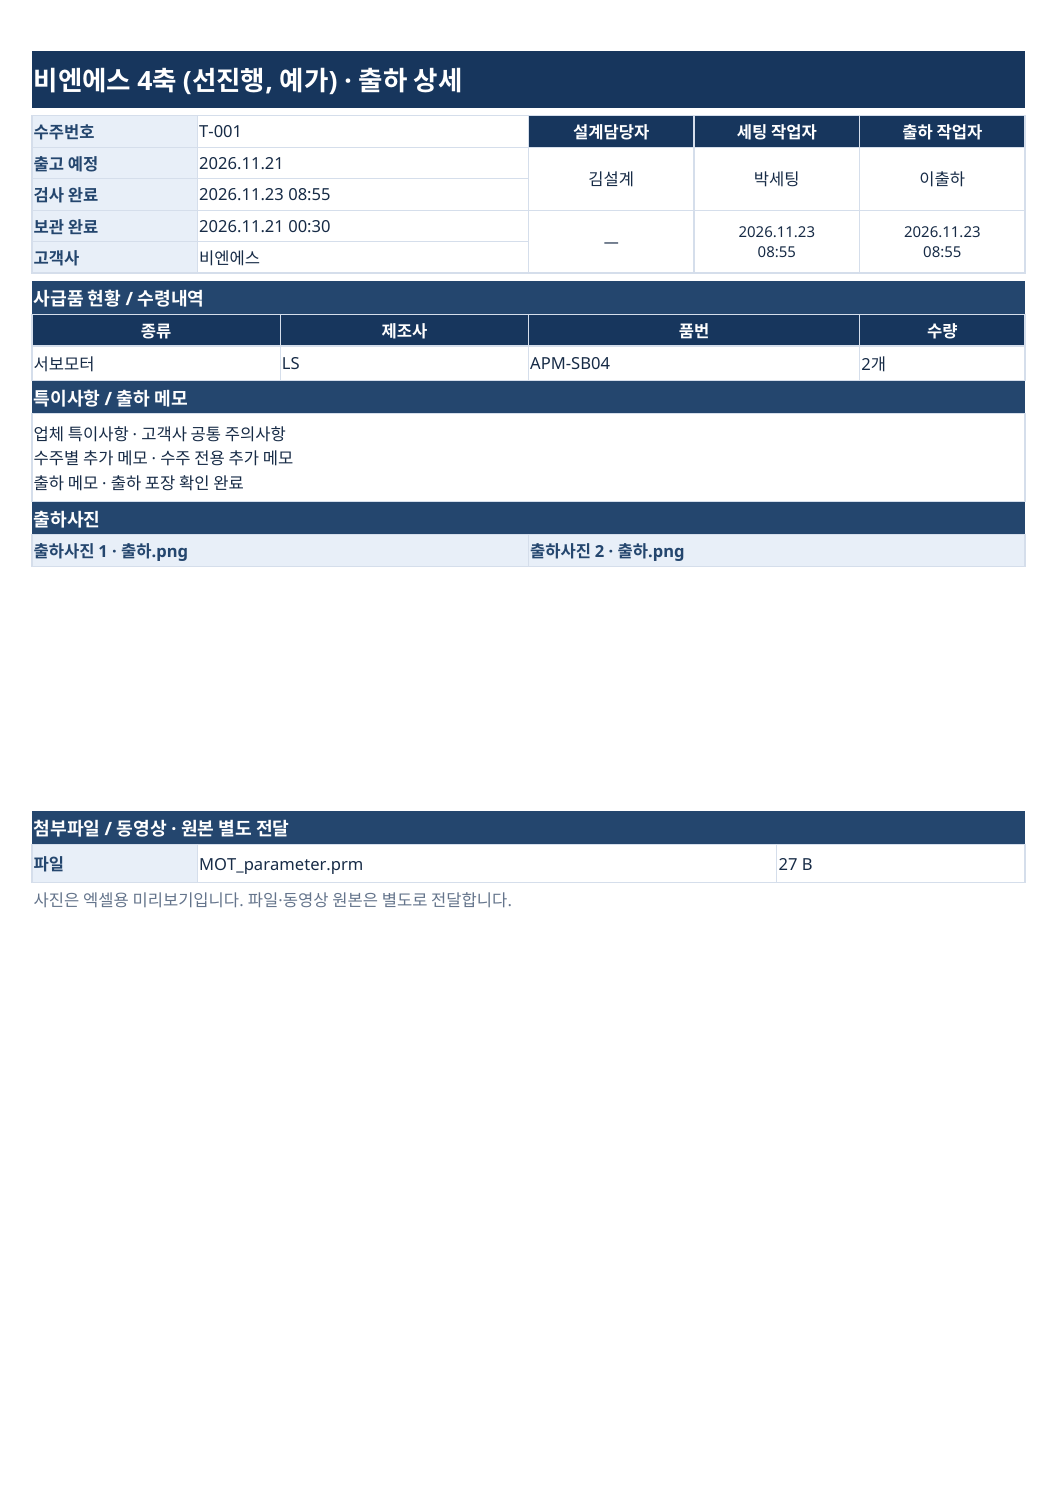 비엔에스 4축 (선진행, 예가) · 출하 상세
수주번호 T-001 설계담당자 세팅 작업자 출하 작업자
출고 예정 2026.11.21
김설계 박세팅 이출하
검사 완료 2026.11.23 08:55
보관 완료 2026.11.21 00:30
— 2026.11.23 08:55 2026.11.23 08:55
고객사 비엔에스
사급품 현황 / 수령내역
종류 제조사 품번 수량
서보모터 LS APM-SB04 2개
특이사항 / 출하 메모
업체 특이사항 · 고객사 공통 주의사항
수주별 추가 메모 · 수주 전용 추가 메모
출하 메모 · 출하 포장 확인 완료
출하사진
출하사진 1 · 출하.png 출하사진 2 · 출하.png
첨부파일 / 동영상 · 원본 별도 전달
파일 MOT_parameter.prm 27 B
사진은 엑셀용 미리보기입니다. 파일·동영상 원본은 별도로 전달합니다.